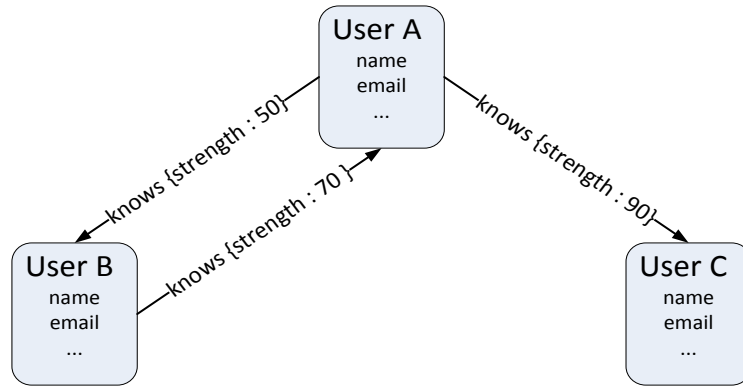 User A
name
email
...
knows {strength : 50}
knows {strength : 70 }
knows {strength : 90}
User B
name
email
...
User C
name
email
...